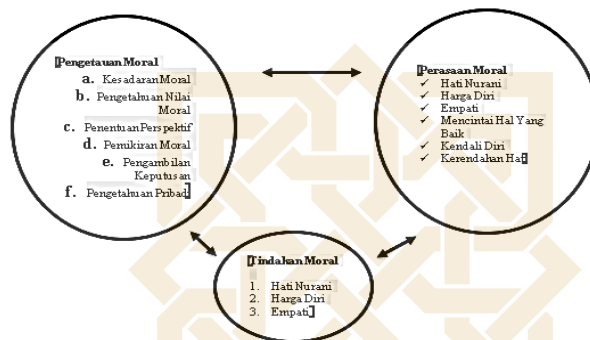 [Pengetauan Moral
a. Kesadaran Moral
b. Pengetahuan Nilai
Moral
c. Penentuan Perspektif
d. Pemikiran Moral
e. Pengambilan
Keputusan
f. Pengetahuan Pribadi]
[Perasaan Moral
✓ Hati Nurani
✓ Harga Diri
✓ Empati
✓ Mencintai Hal Yang
Baik
✓ Kendali Diri
✓ Kerendahan Hati]
[Tindakan Moral
1. Hati Nurani
2. Harga Diri
3. Empati]